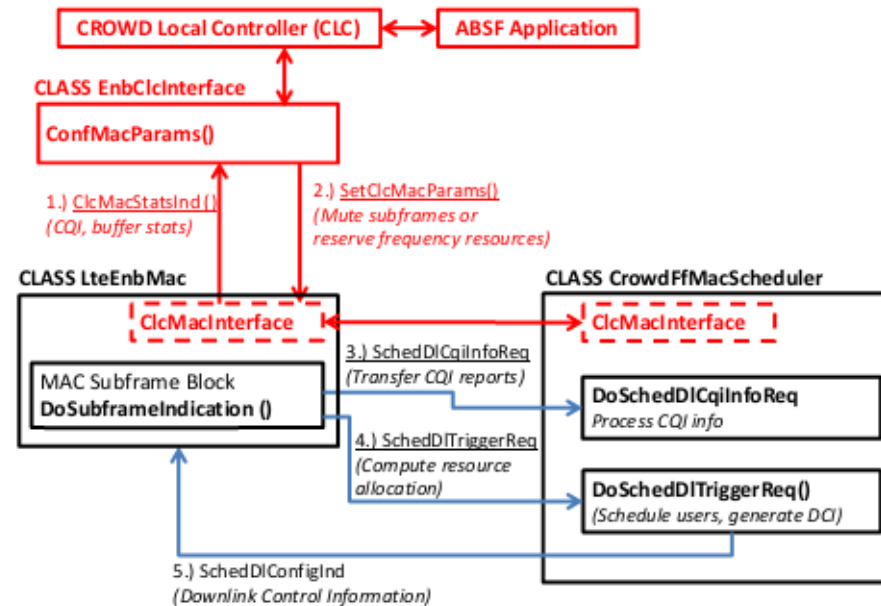 CROWD Local Controller (CLC)
ABSF Application
CLASS EnbClcInterface
ConfMacParams()
1.) ClcMacStatsInd ()
(CQI, buffer stats)
2.) SetClcMacParams()
(Mute subframes or
reserve frequency resources)
CLASS LteEnbMac
ClcMacInterface
CLASS CrowdFfMacScheduler
ClcMacInterface
MAC Subframe Block
DoSubframeIndication ()
3.) SchedDlCqiInfoReq
(Transfer CQI reports)
DoSchedDlCqiInfoReq
Process CQI info
4.) SchedDlTriggerReq
(Compute resource
allocation)
DoSchedDlTriggerReq()
(Schedule users, generate DCI)
5.) SchedDlConfigInd
(Downlink Control Information)